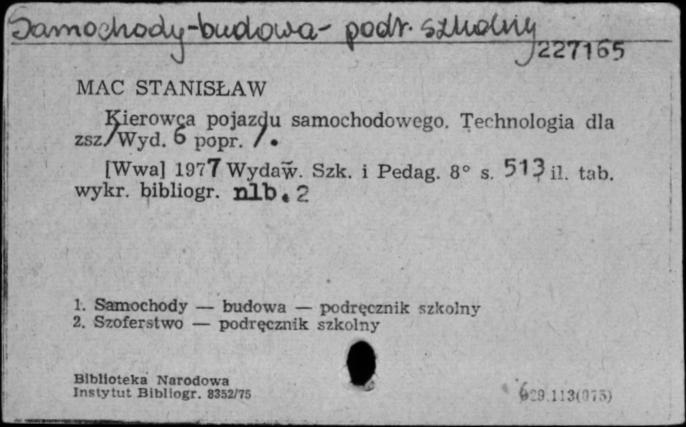 Samochody-budowa- podr. szkolny
227165
MAC STANISŁAW
Kierowca pojazdu samochodowego. Technologia dla
zsz/Wyd. 6 popr. /.
[Wwa] 1977 Wydaw. Szk. i Pedag. 8° s. 513 il. tab.
wykr. bibliogr. nlb. 2
1. Samochody — budowa — podręcznik szkolny
2. Szoferstwo — podręcznik szkolny
Biblioteka Narodowa
Instytut Bibliogr. 8352/75
629.113(075)